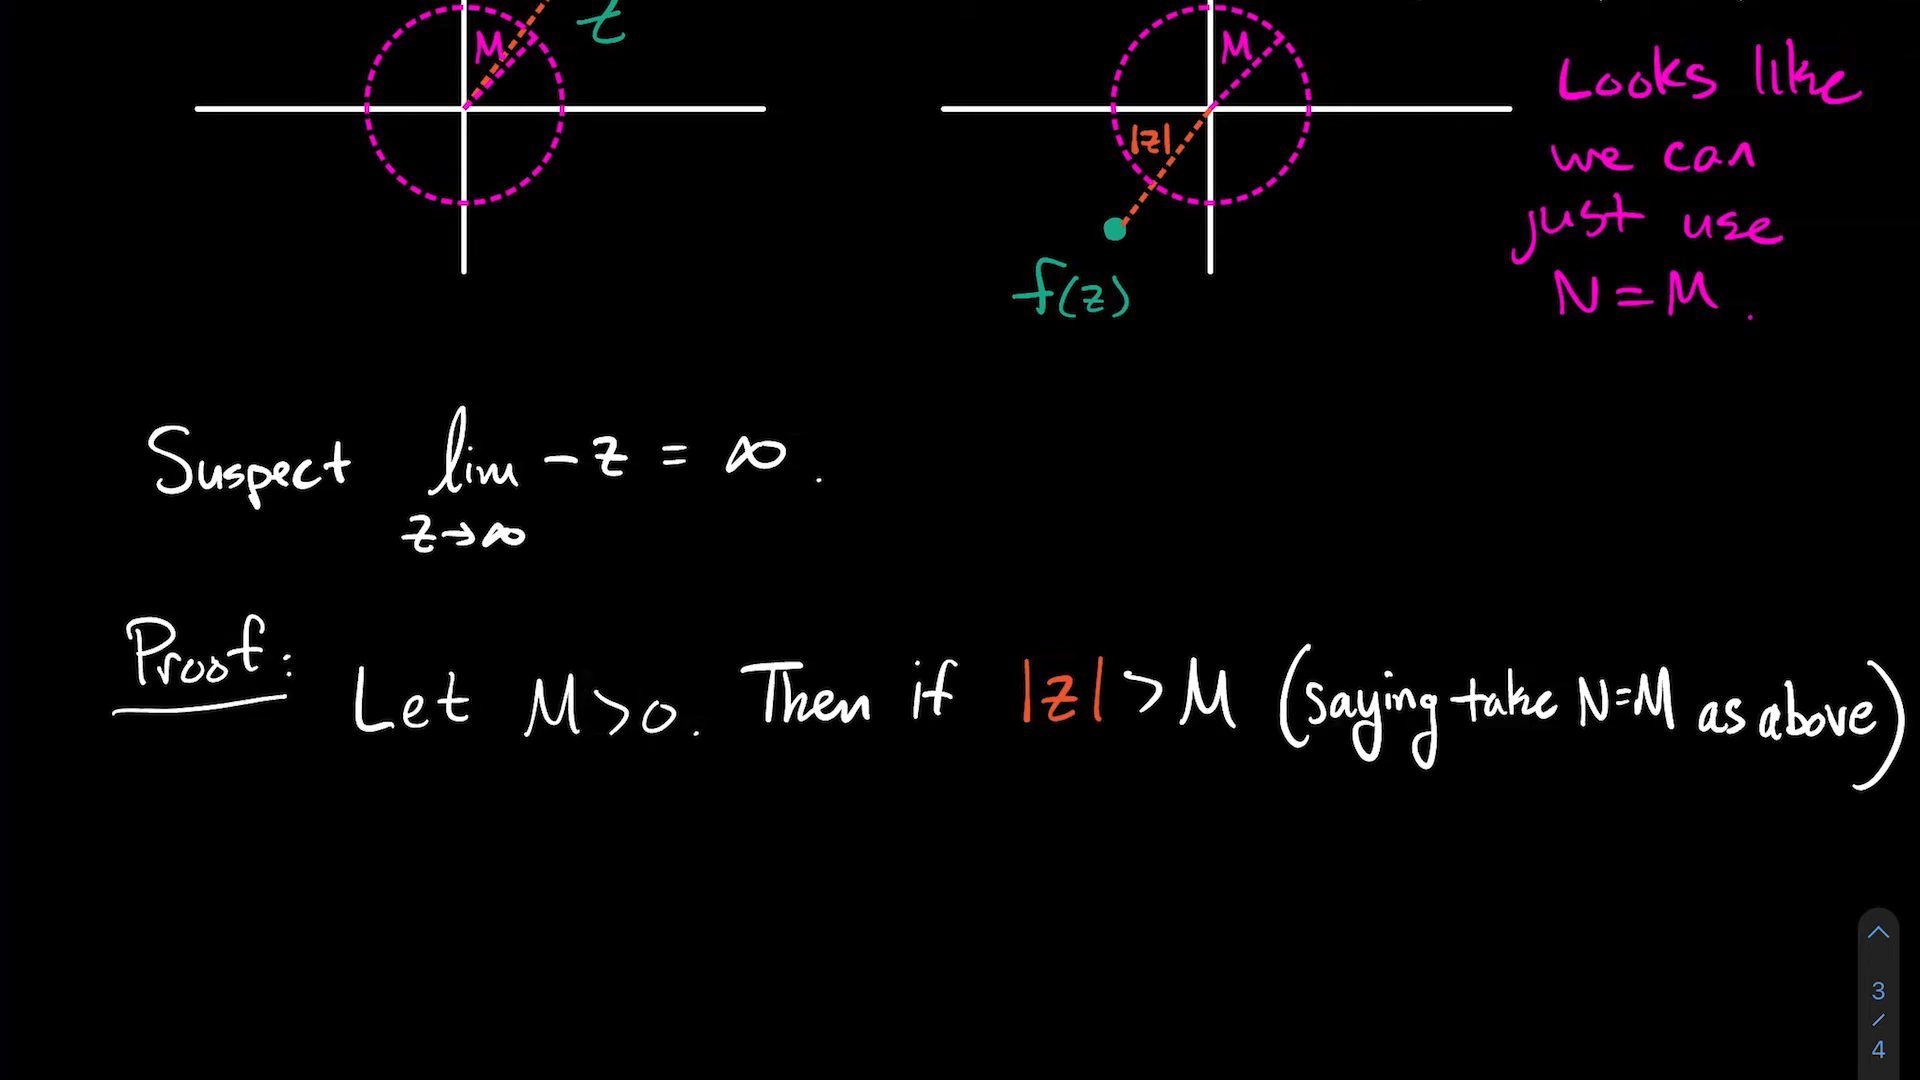 M
z
M
|z|
f(z)
Looks like
we can
just use
N=M.
Suspect lim -z = ∞.
z→∞
Proof: Let M>0. Then if |z|>M (saying take N=M as above)
3
/
4